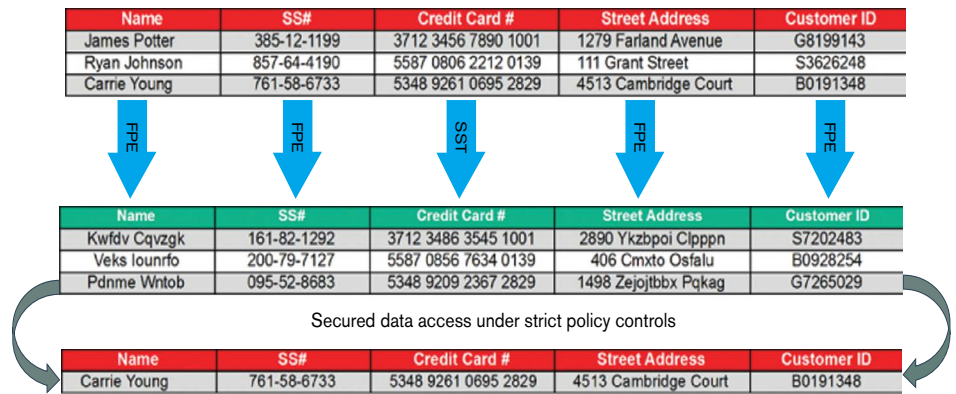 Name SS# Credit Card # Street Address Customer ID
James Potter 385-12-1199 3712 3456 7890 1001 1279 Farland Avenue G8199143
Ryan Johnson 857-64-4190 5587 0806 2212 0139 111 Grant Street S3626248
Carrie Young 761-58-6733 5348 9261 0695 2829 4513 Cambridge Court B0191348
FPE FPE SST FPE FPE
Name SS# Credit Card # Street Address Customer ID
Kwfdv Cqvzgk 161-82-1292 3712 3486 3545 1001 2890 Ykzbpoi Clpppn S7202483
Veks Iounrfo 200-79-7127 5587 0856 7634 0139 406 Cmxto Osfalu B0928254
Pdnme Wntob 095-52-8683 5348 9209 2367 2829 1498 Zejojtbbx Pqkag G7265029
Secured data access under strict policy controls
Name SS# Credit Card # Street Address Customer ID
Carrie Young 761-58-6733 5348 9261 0695 2829 4513 Cambridge Court B0191348